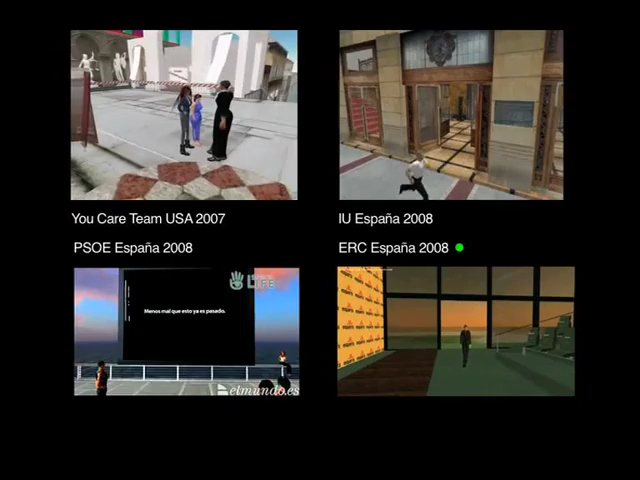 You Care Team USA 2007
IU España 2008
PSOE España 2008
ERC España 2008
LIFE
Menos mal que esto ya es pasado.
elmundo.es